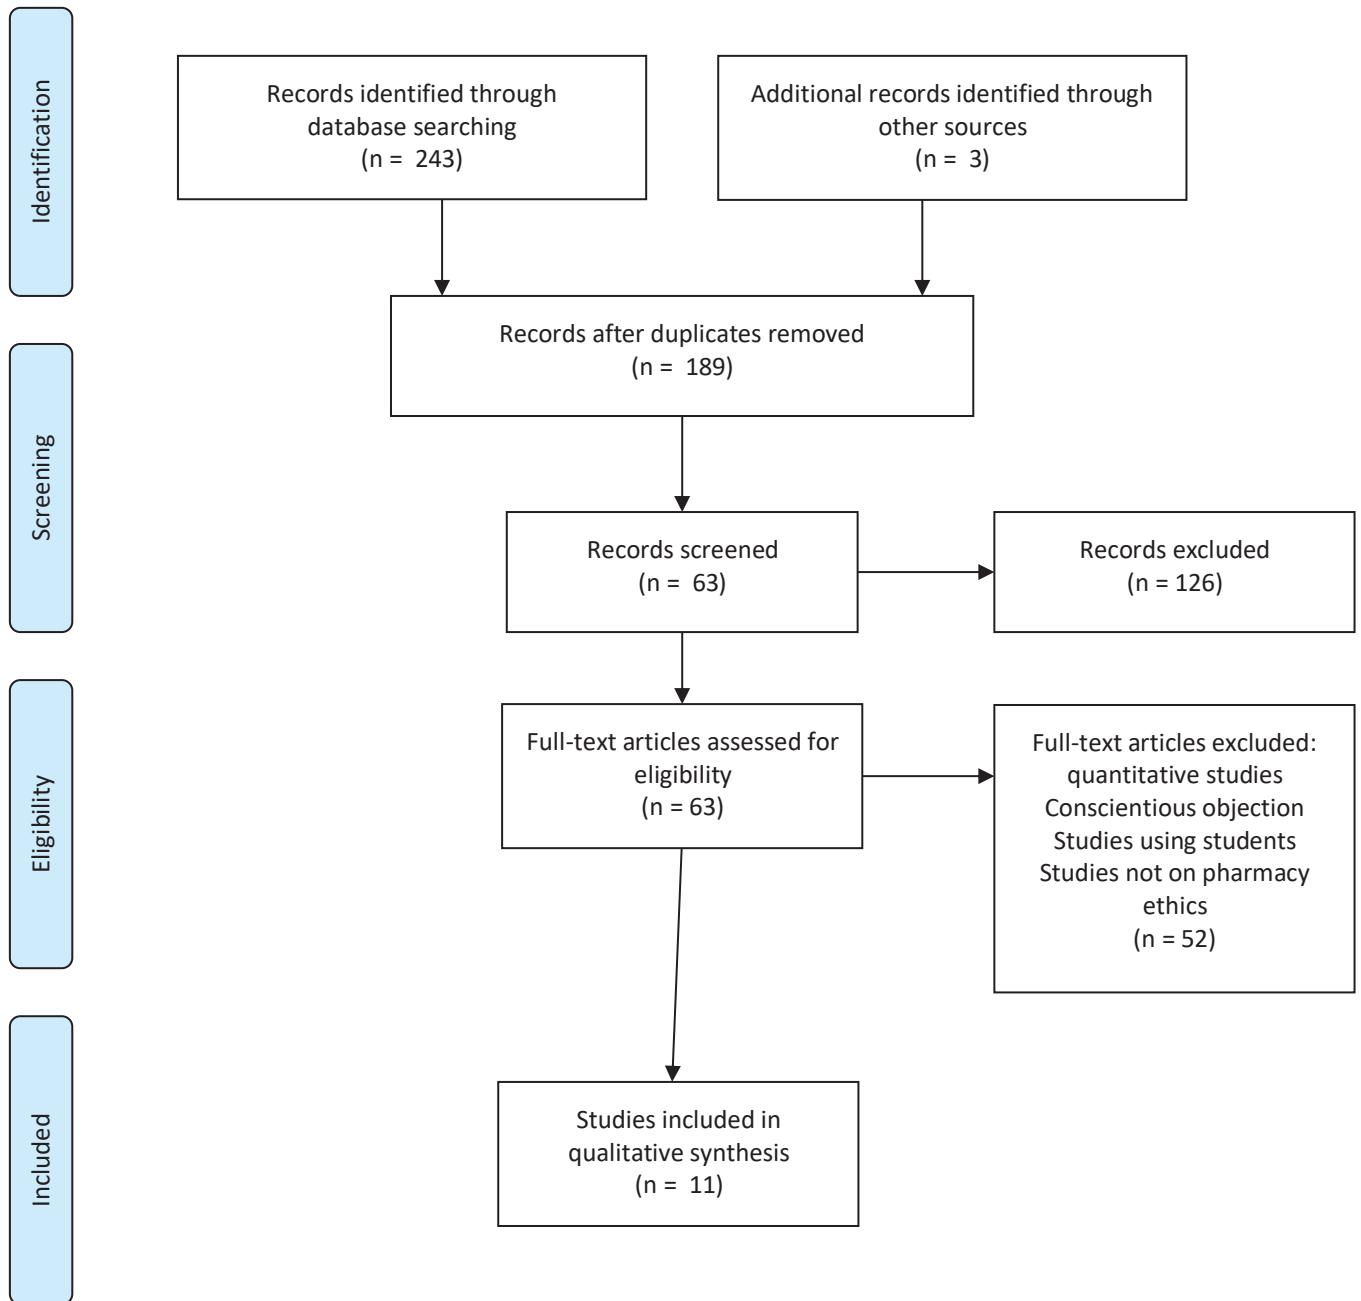 Identification
Records identified through
database searching
(n = 243)
Additional records identified through
other sources
(n = 3)
Records after duplicates removed
(n = 189)
Screening
Records screened
(n = 63)
Records excluded
(n = 126)
Eligibility
Full-text articles assessed for
eligibility
(n = 63)
Full-text articles excluded:
quantitative studies
Conscientious objection
Studies using students
Studies not on pharmacy
ethics
(n = 52)
Included
Studies included in
qualitative synthesis
(n = 11)